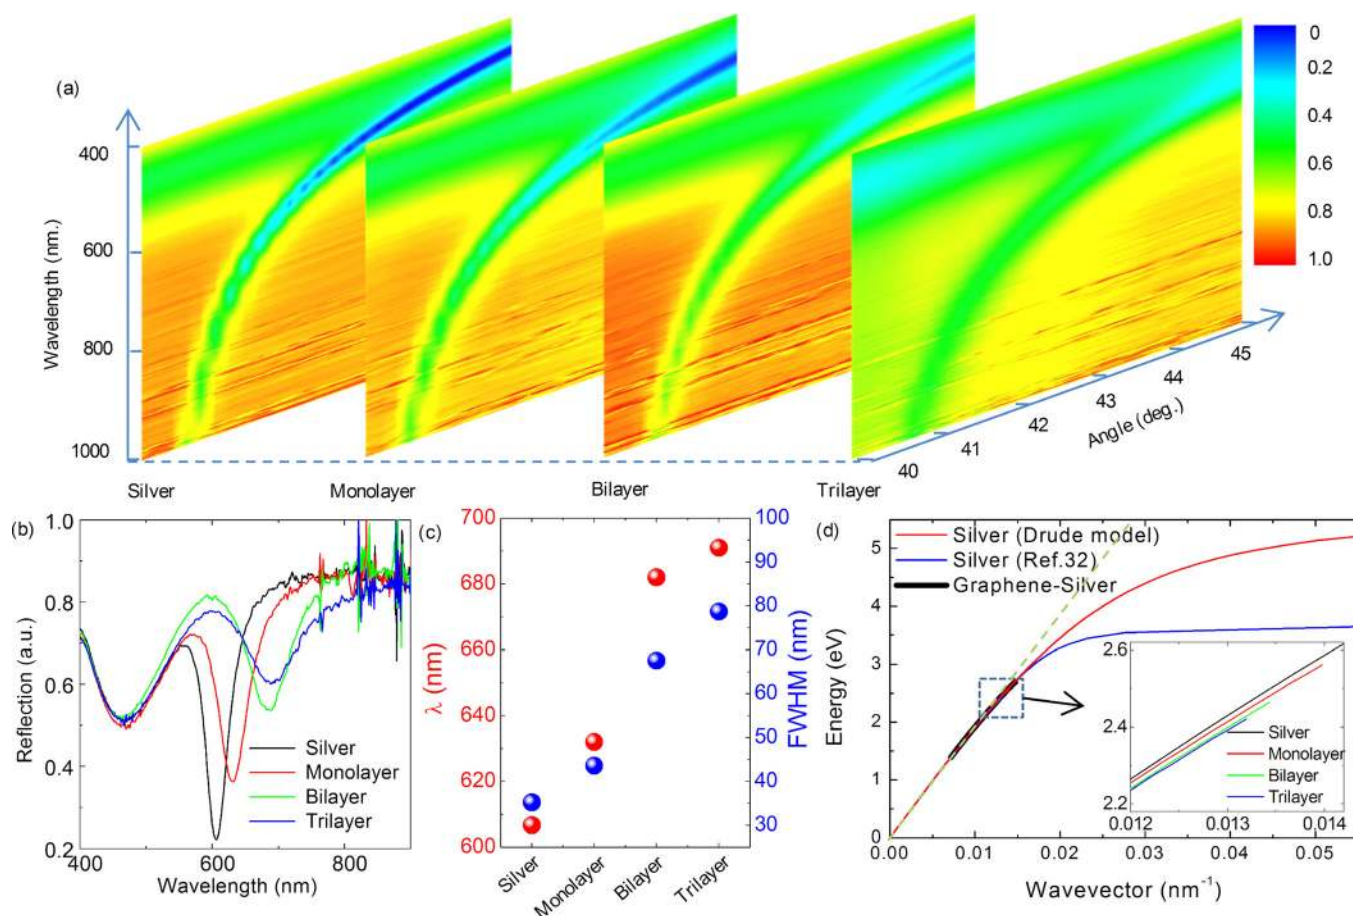 (a)
Wavelength (nm.)
400
600
800
1000
0
0.2
0.4
0.6
0.8
1.0
40
41
42
43
44
45
Angle (deg.)
Silver
Monolayer
Bilayer
Trilayer
(b)
Reflection (a.u.)
1.0
0.8
0.6
0.4
0.2
400
600
800
Wavelength (nm)
Silver
Monolayer
Bilayer
Trilayer
(c)
λ (nm)
700
680
660
640
620
600
100
90
80
70
60
50
40
30
FWHM (nm)
Silver
Monolayer
Bilayer
Trilayer
(d)
Energy (eV)
5
4
3
2
1
0
0.00
0.01
0.02
0.03
0.04
0.05
Wavevector (nm⁻¹)
Silver (Drude model)
Silver (Ref.32)
Graphene-Silver
2.6
2.4
2.2
0.012
0.013
0.014
Silver
Monolayer
Bilayer
Trilayer